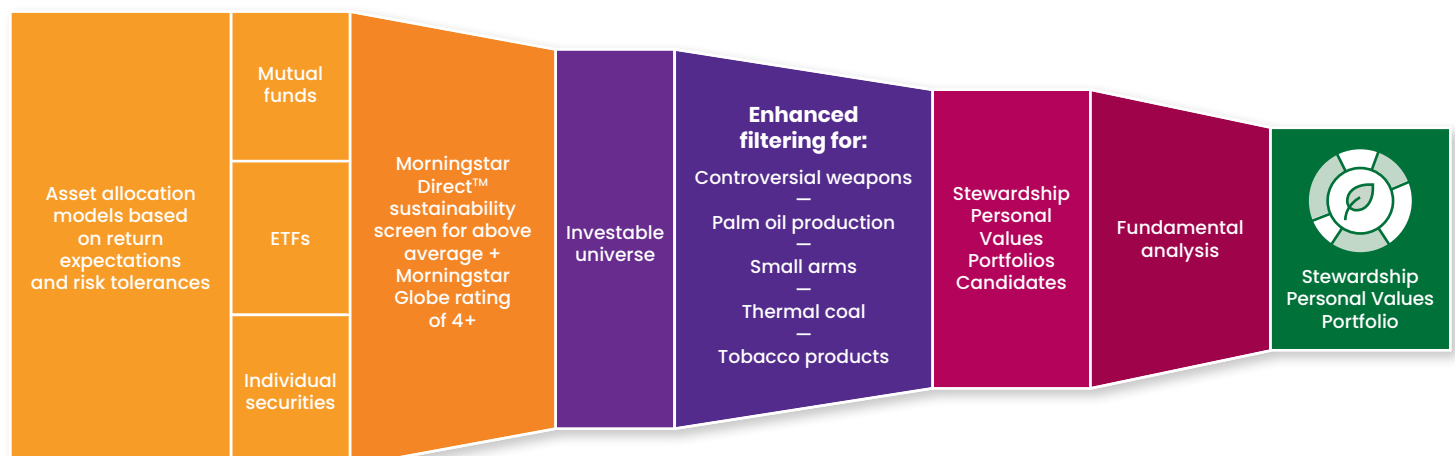 Asset allocation
models based
on return
expectations
and risk tolerances
Mutual
funds
ETFs
Individual
securities
Morningstar
Direct™
sustainability
screen for above
average +
Morningstar
Globe rating
of 4+
Investable
universe
Enhanced
filtering for:
Controversial weapons
—
Palm oil production
—
Small arms
—
Thermal coal
—
Tobacco products
Stewardship
Personal
Values
Portfolios
Candidates
Fundamental
analysis
Stewardship
Personal Values
Portfolio